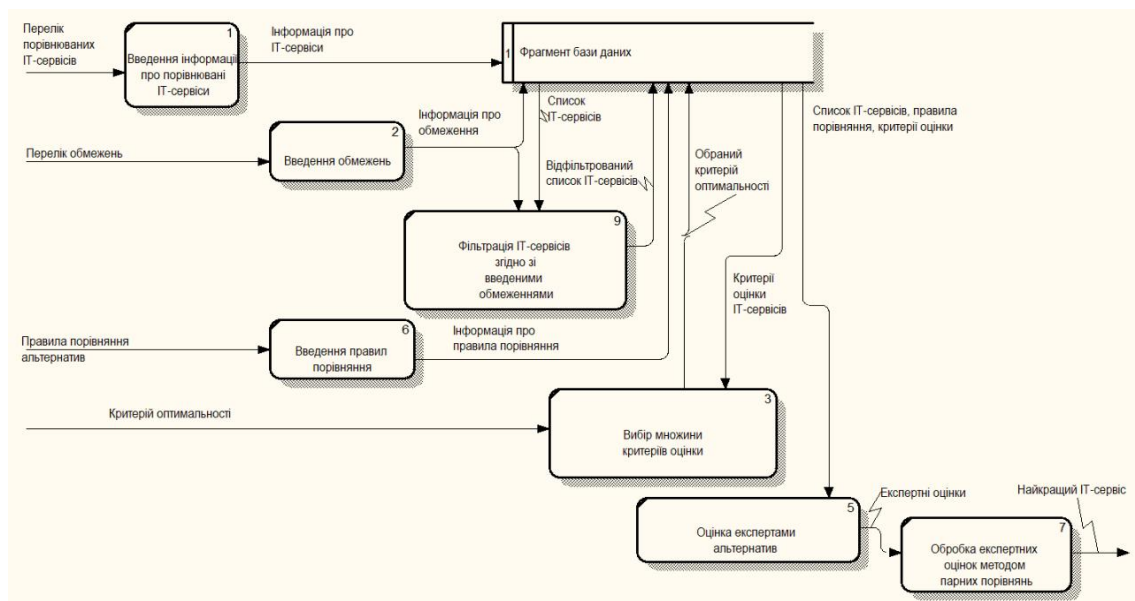 Перелік
порівнюваних
ІТ-сервісів
1
Введення інформації
про порівнювані
ІТ-сервіси
Інформація про
ІТ-сервіси
1
Фрагмент бази даних
Перелік обмежень
2
Введення обмежень
Інформація про
обмеження
Список
ІТ-сервісів
Відфільтрований
список ІТ-сервісів
Обраний
критерій
оптимальності
Список ІТ-сервісів, правила
порівняння, критерії оцінки
9
Фільтрація ІТ-сервісів
згідно зі
введеними
обмеженнями
Критерії
оцінки
ІТ-сервісів
Правила порівняння
альтернатив
6
Введення правил
порівняння
Інформація про
правила порівняння
Критерій оптимальності
3
Вибір множини
критеріїв оцінки
5
Оцінка експертами
альтернатив
Експертні оцінки
7
Обробка експертних
оцінок методом
парних порівнянь
Найкращий ІТ-сервіс